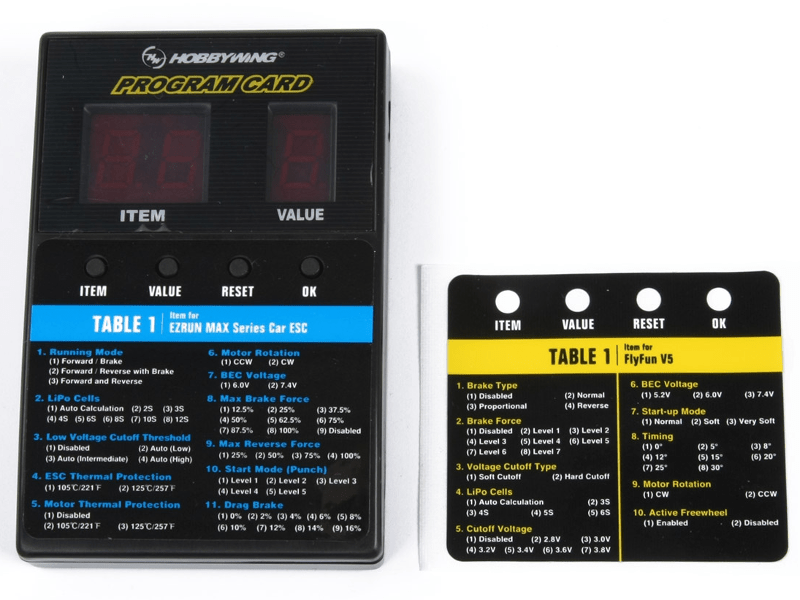 HOBBYWING®
PROGRAM CARD
ITEM VALUE
ITEM VALUE RESET OK
TABLE 1 Item for
EZRUN MAX Series Car ESC
1. Running Mode
(1) Forward / Brake
(2) Forward / Reverse with Brake
(3) Forward and Reverse
2. LiPo Cells
(1) Auto Calculation (2) 2S (3) 3S
(4) 4S (5) 6S (6) 8S (7) 10S (8) 12S
3. Low Voltage Cutoff Threshold
(1) Disabled (2) Auto (Low)
(3) Auto (Intermediate) (4) Auto (High)
4. ESC Thermal Protection
(1) 105℃/221℉ (2) 125℃/257℉
5. Motor Thermal Protection
(1) Disabled
(2) 105℃/221℉ (3) 125℃/257℉
6. Motor Rotation
(1) CCW (2) CW
7. BEC Voltage
(1) 6.0V (2) 7.4V
8. Max Brake Force
(1) 12.5% (2) 25% (3) 37.5%
(4) 50% (5) 62.5% (6) 75%
(7) 87.5% (8) 100% (9) Disabled
9. Max Reverse Force
(1) 25% (2) 50% (3) 75% (4) 100%
10. Start Mode (Punch)
(1) Level 1 (2) Level 2 (3) Level 3
(4) Level 4 (5) Level 5
11. Drag Brake
(1) 0% (2) 2% (3) 4% (4) 6% (5) 8%
(6) 10% (7) 12% (8) 14% (9) 16%
ITEM VALUE RESET OK
TABLE 1 Item for
FlyFun V5
1. Brake Type
(1) Disabled (2) Normal
(3) Proportional (4) Reverse
2. Brake Force
(1) Disabled (2) Level 1 (3) Level 2
(4) Level 3 (5) Level 4 (6) Level 5
(7) Level 6 (8) Level 7
3. Voltage Cutoff Type
(1) Soft Cutoff (2) Hard Cutoff
4. LiPo Cells
(1) Auto Calculation (2) 3S
(3) 4S (4) 5S (5) 6S
5. Cutoff Voltage
(1) Disabled (2) 2.8V (3) 3.0V
(4) 3.2V (5) 3.4V (6) 3.6V (7) 3.8V
6. BEC Voltage
(1) 5.2V (2) 6.0V (3) 7.4V
7. Start-up Mode
(1) Normal (2) Soft (3) Very Soft
8. Timing
(1) 0° (2) 5° (3) 8°
(4) 12° (5) 15° (6) 20°
(7) 25° (8) 30°
9. Motor Rotation
(1) CW (2) CCW
10. Active Freewheel
(1) Enabled (2) Disabled